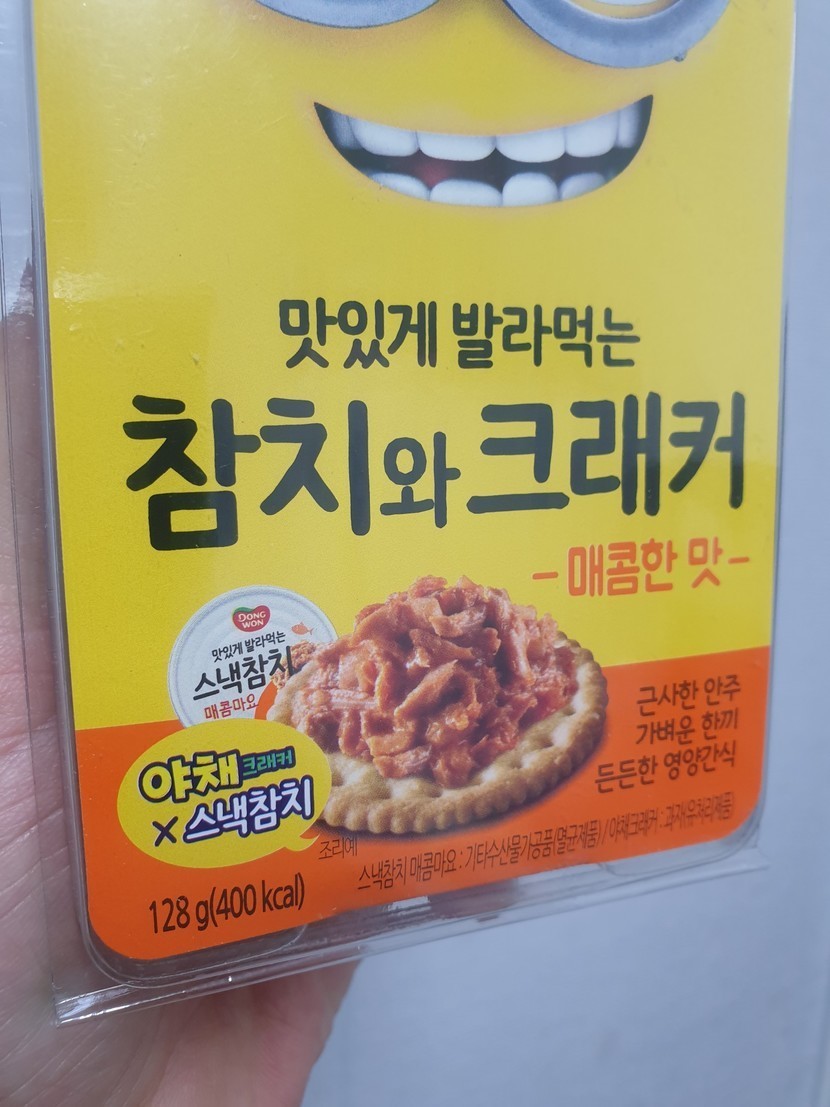 맛있게 발라먹는
참치와 크래커
- 매콤한 맛 -
DONG
WON
맛있게 발라먹는
스낵참치
매콤마요
근사한 안주
가벼운 한끼
든든한 영양간식
야채크래커
×스낵참치
조리예
스낵참치 매콤마요 : 기타수산물가공품(멸균제품) / 야채크래커 : 과자(유처리제품)
128 g(400 kcal)